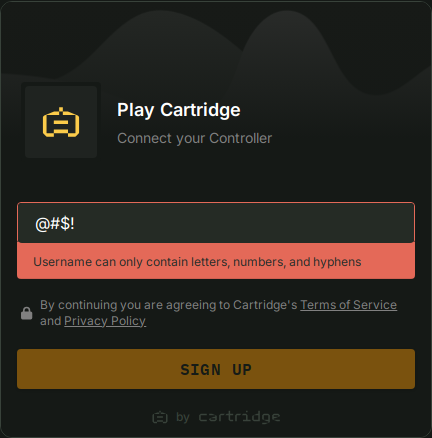 Play Cartridge
Connect your Controller
@#$!
Username can only contain letters, numbers, and hyphens
By continuing you are agreeing to Cartridge's Terms of Service
and Privacy Policy
SIGN UP
by cartridge